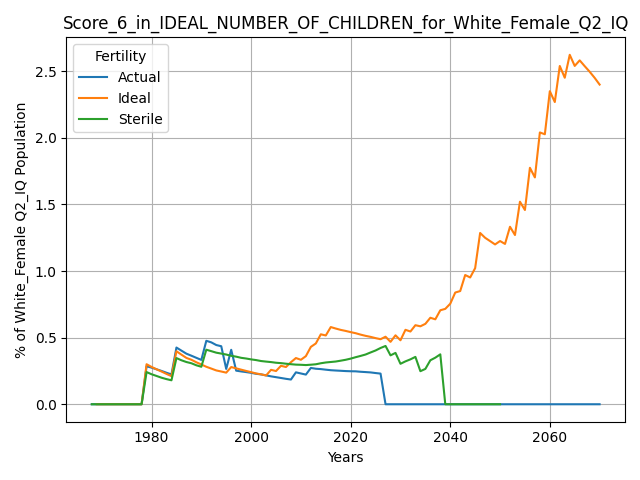 Score_6_in_IDEAL_NUMBER_OF_CHILDREN_for_White_Female_Q2_IQ
Fertility
Actual
Ideal
Sterile
% of White_Female Q2_IQ Population
2.5
2.0
1.5
1.0
0.5
0.0
1980 2000 2020 2040 2060
Years